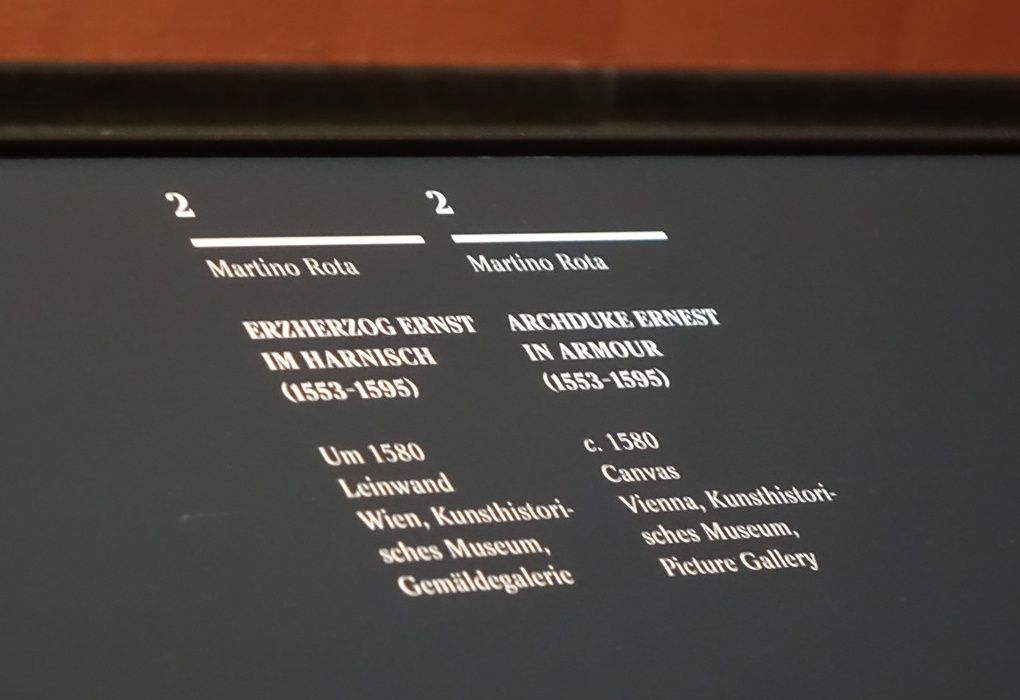 2
Martino Rota
ERZHERZOG ERNST
IM HARNISCH
(1553-1595)
Um 1580
Leinwand
Wien, Kunsthistori-
sches Museum,
Gemäldegalerie
2
Martino Rota
ARCHDUKE ERNEST
IN ARMOUR
(1553-1595)
c. 1580
Canvas
Vienna, Kunsthistori-
sches Museum,
Picture Gallery